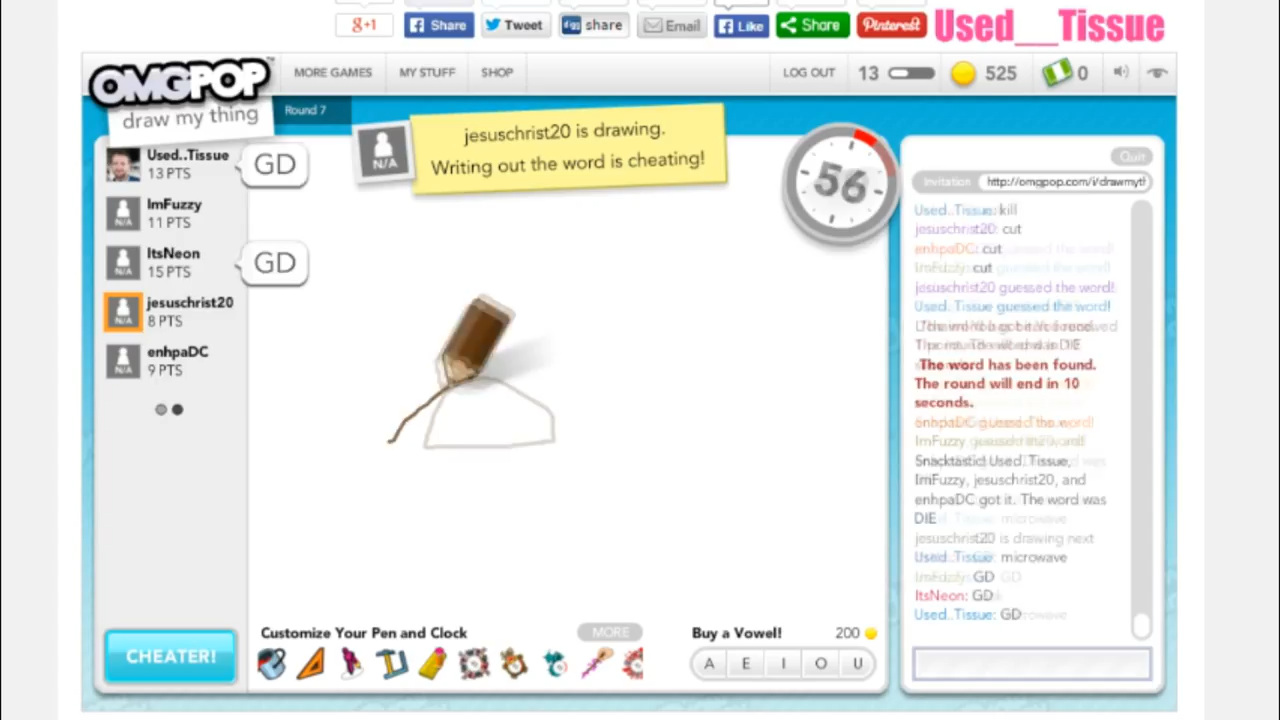 g+1 Share Tweet digg share Email Like Share Pinterest Used__Tissue
OMGPOP MORE GAMES MY STUFF SHOP LOG OUT 13 525 0
draw my thing Round 7
jesuschrist20 is drawing.
Writing out the word is cheating!
N/A
56
Used..Tissue
13 PTS
GD
N/A ImFuzzy
11 PTS
N/A ItsNeon
15 PTS
GD
N/A jesuschrist20
8 PTS
N/A enhpaDC
9 PTS
CHEATER!
Customize Your Pen and Clock MORE
Buy a Vowel! 200
A E I O U
Quit
Invitation http://omgpop.com/i/drawmyt
Used..Tissue: kill
jesuschrist20: cut
enhpaDC: cut
ImFuzzy: cut
jesuschrist20 guessed the word!
Used..Tissue guessed the word!
The word has been found.
The round will end in 10
seconds.
enhpaDC guessed the word!
ImFuzzy guessed the word!
Snacktastic! Used..Tissue,
ImFuzzy, jesuschrist20, and
enhpaDC got it. The word was
DIE
jesuschrist20 is drawing next
Used..Tissue: microwave
ImFuzzy: GD
ItsNeon: GD
Used..Tissue: GD